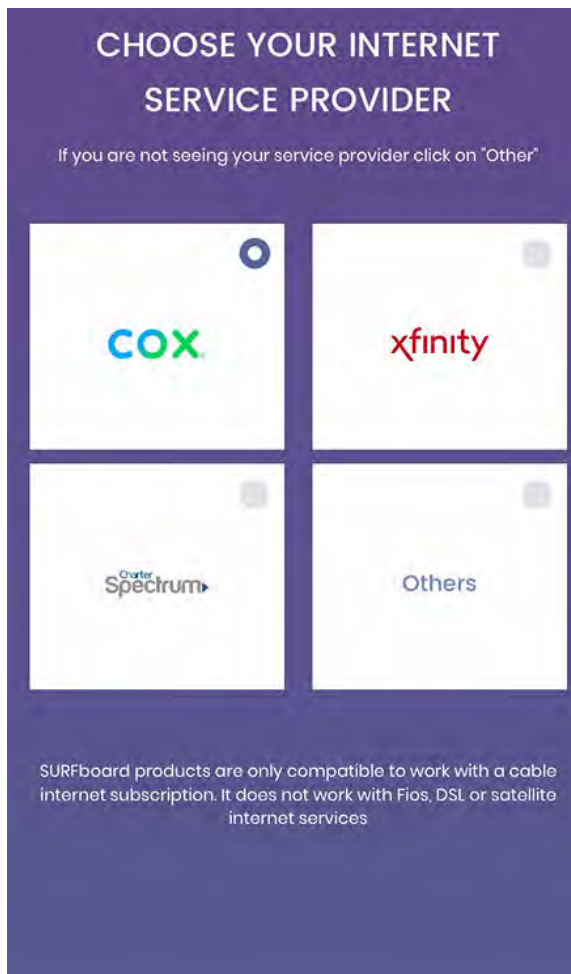 CHOOSE YOUR INTERNET
SERVICE PROVIDER
If you are not seeing your service provider click on "Other"
COX
xfinity
Charter
Spectrum
Others
SURFboard products are only compatible to work with a cable
internet subscription. It does not work with Fios, DSL or satellite
internet services